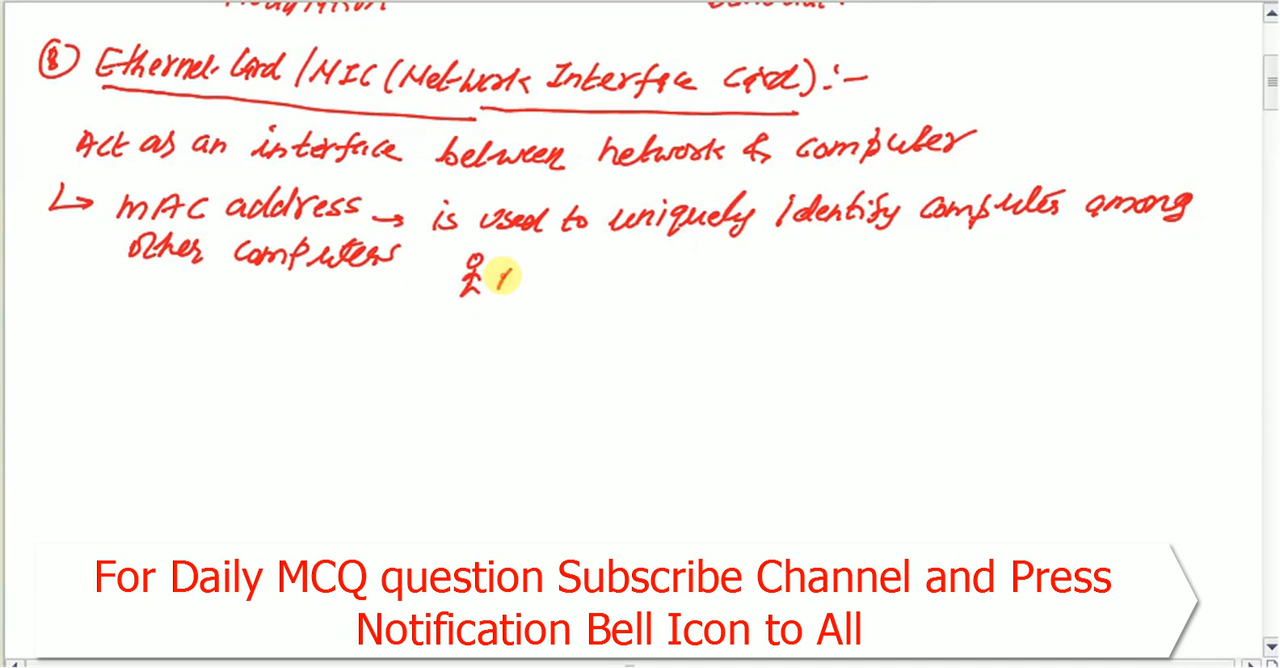 ⑧ Ethernet Card / NIC (Network Interface Card) :-
Act as an interface between network & computer
↳ MAC address → is used to uniquely identify computer among
other computers
For Daily MCQ question Subscribe Channel and Press
Notification Bell Icon to All